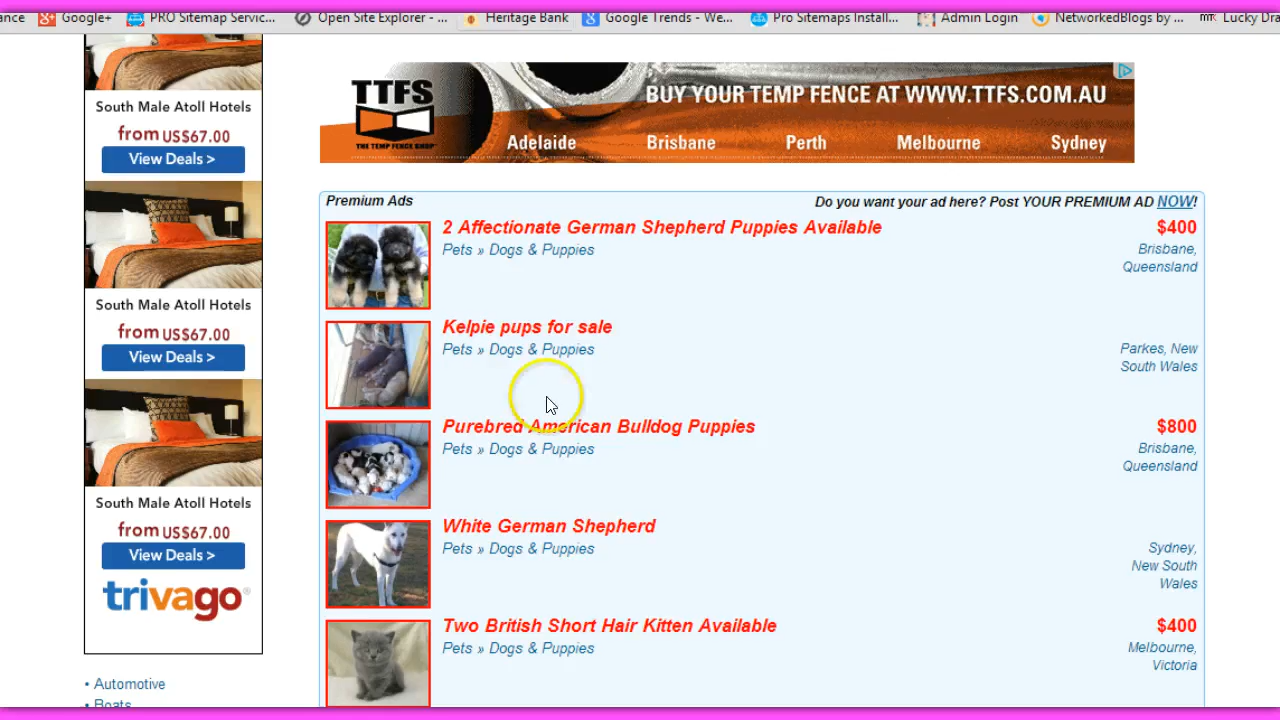 ance
Google+
PRO Sitemap Servic...
Open Site Explorer - ...
Heritage Bank
Google Trends - We...
Pro Sitemaps Install...
Admin Login
NetworkedBlogs by ...
Lucky Dra
South Male Atoll Hotels
from US$67.00
View Deals >
South Male Atoll Hotels
from US$67.00
View Deals >
South Male Atoll Hotels
from US$67.00
View Deals >
trivago®
• Automotive
• Boats
TTFS
THE TEMP FENCE SHOP
BUY YOUR TEMP FENCE AT WWW.TTFS.COM.AU
Adelaide Brisbane Perth Melbourne Sydney
Premium Ads
Do you want your ad here? Post YOUR PREMIUM AD NOW!
2 Affectionate German Shepherd Puppies Available
$400
Pets » Dogs & Puppies
Brisbane,
Queensland
Kelpie pups for sale
Pets » Dogs & Puppies
Parkes, New
South Wales
Purebred American Bulldog Puppies
$800
Pets » Dogs & Puppies
Brisbane,
Queensland
White German Shepherd
Pets » Dogs & Puppies
Sydney,
New South
Wales
Two British Short Hair Kitten Available
$400
Pets » Dogs & Puppies
Melbourne,
Victoria